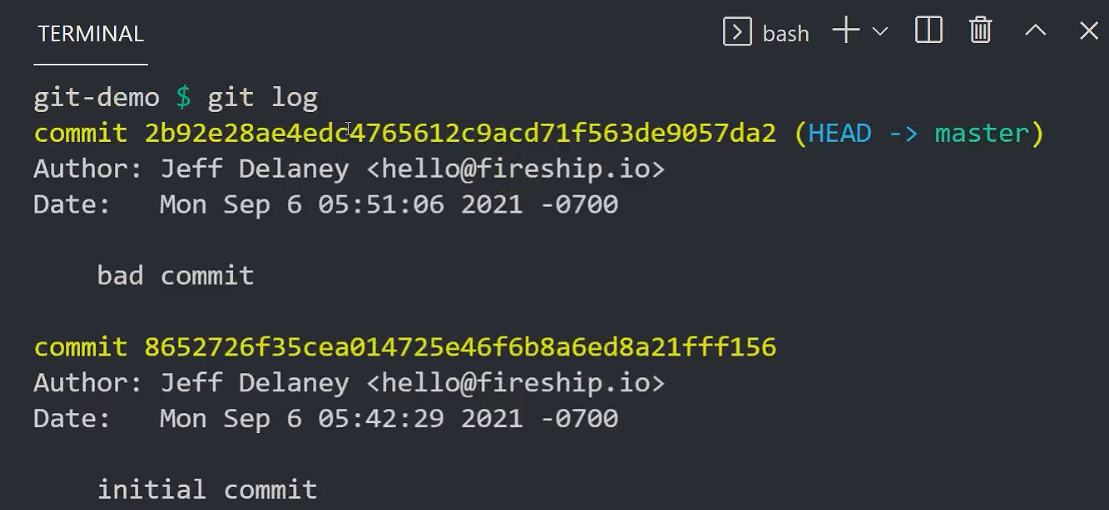 TERMINAL
bash
git-demo $ git log
commit 2b92e28ae4edc4765612c9acd71f563de9057da2 (HEAD -> master)
Author: Jeff Delaney <hello@fireship.io>
Date:   Mon Sep 6 05:51:06 2021 -0700
bad commit
commit 8652726f35cea014725e46f6b8a6ed8a21fff156
Author: Jeff Delaney <hello@fireship.io>
Date:   Mon Sep 6 05:42:29 2021 -0700
initial commit